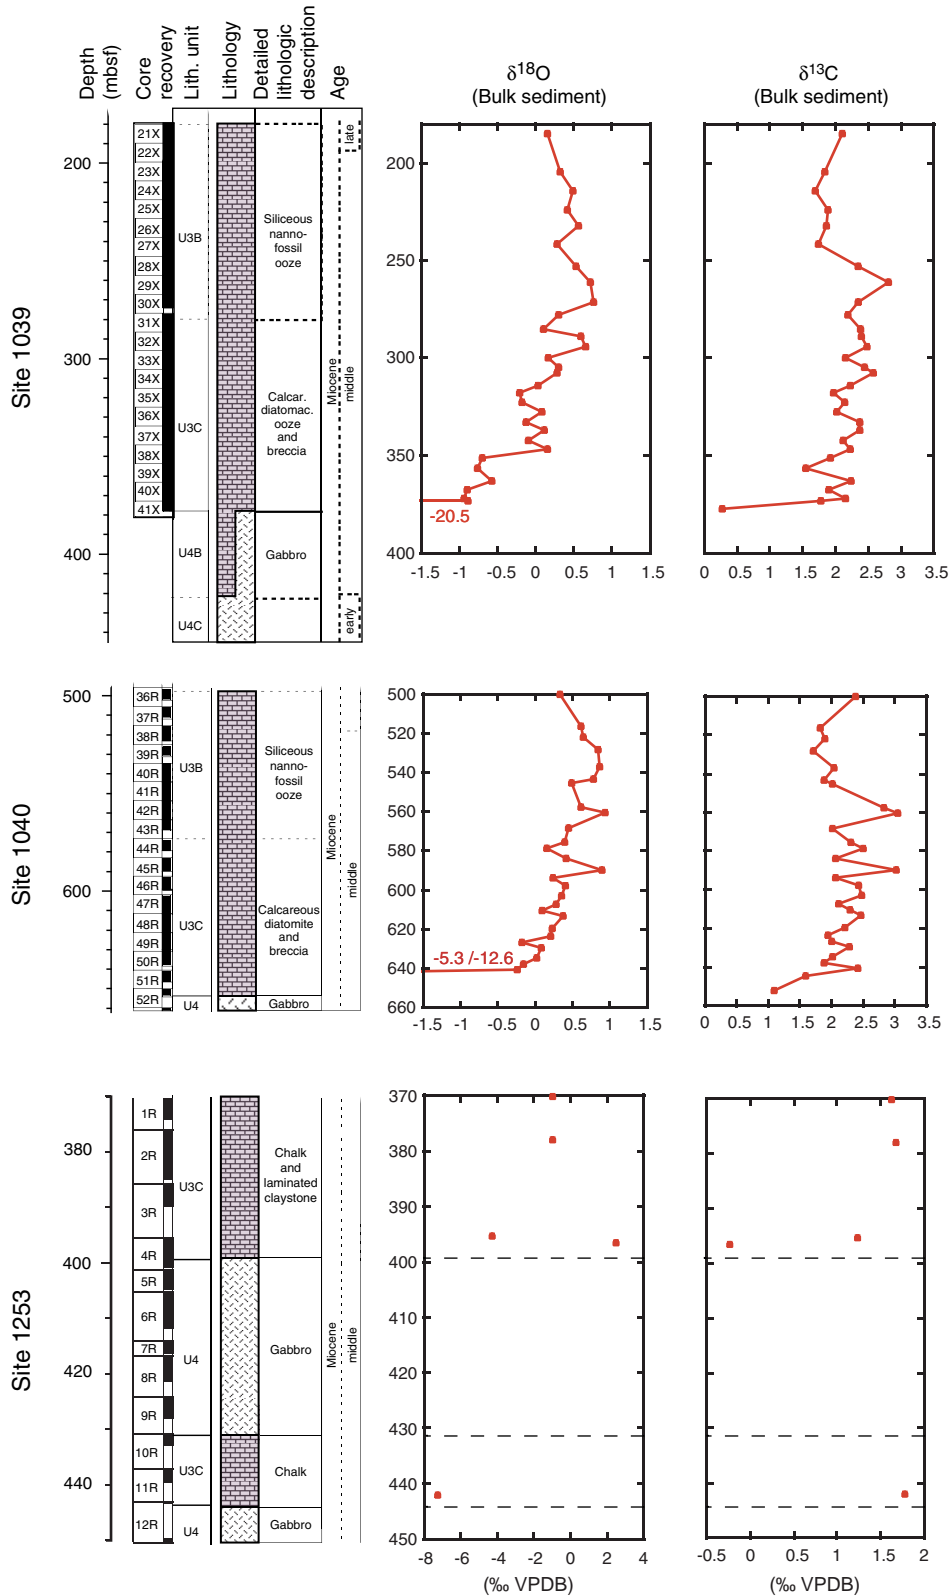 Depth
(mbsf)
Core
recovery
Lith. unit
Lithology
Detailed
lithologic
description
Age
δ18O
(Bulk sediment)
δ13C
(Bulk sediment)
Site 1039
200
300
400
21X
22X
23X
24X
25X
26X
27X
28X
29X
30X
31X
32X
33X
34X
35X
36X
37X
38X
39X
40X
41X
U3B
U3C
U4B
U4C
Siliceous
nanno-
fossil
ooze
Calcar.
diatomac.
ooze
and
breccia
Gabbro
Miocene
late
middle
early
200
250
300
350
400
-20.5
-1.5 -1 -0.5 0 0.5 1 1.5
0 0.5 1 1.5 2 2.5 3 3.5
Site 1040
500
600
36R
37R
38R
39R
40R
41R
42R
43R
44R
45R
46R
47R
48R
49R
50R
51R
52R
U3B
U3C
U4
Siliceous
nanno-
fossil
ooze
Calcareous
diatomite
and
breccia
Gabbro
Miocene
middle
500
520
540
560
580
600
620
640
660
-5.3 /-12.6
-1.5 -1 -0.5 0 0.5 1 1.5
0 0.5 1 1.5 2 2.5 3 3.5
Site 1253
380
400
420
440
1R
2R
3R
4R
5R
6R
7R
8R
9R
10R
11R
12R
U3C
U4
U3C
U4
Chalk
and
laminated
claystone
Gabbro
Chalk
Gabbro
Miocene
middle
370
380
390
400
410
420
430
440
450
-8 -6 -4 -2 0 2 4
(‰ VPDB)
-0.5 0 0.5 1 1.5 2
(‰ VPDB)